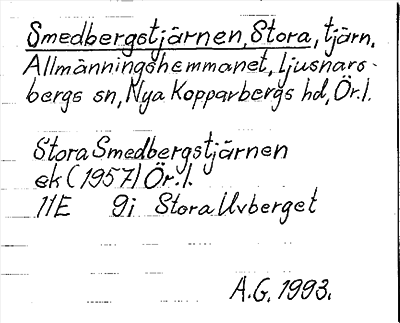 Smedbergstjärnen, Stora, tjärn,
Allmänningshemmanet, Ljusnars-
bergs sn, Nya Kopparbergs hd, Ör. l.
Stora Smedbergstjärnen
ek (1957) Ör. l.
11E 9i Stora Uvberget
A.G. 1993.